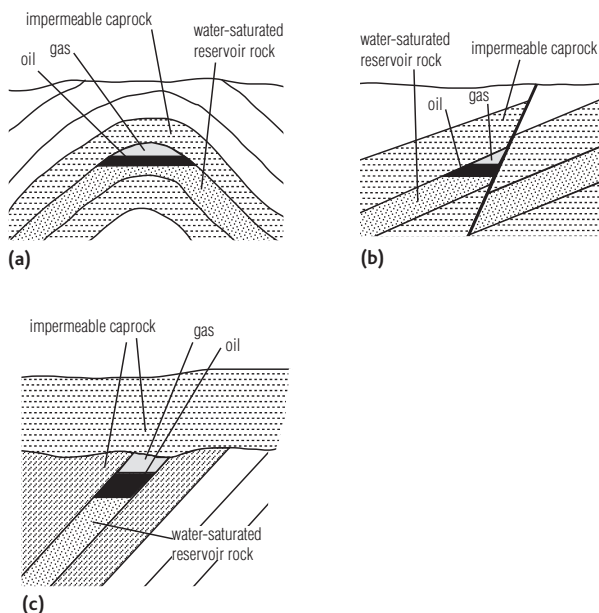 impermeable caprock
gas
oil
water-saturated
reservoir rock
(a)
water-saturated
reservoir rock
impermeable caprock
oil
gas
(b)
impermeable caprock
gas
oil
water-saturated
reservoir rock
(c)